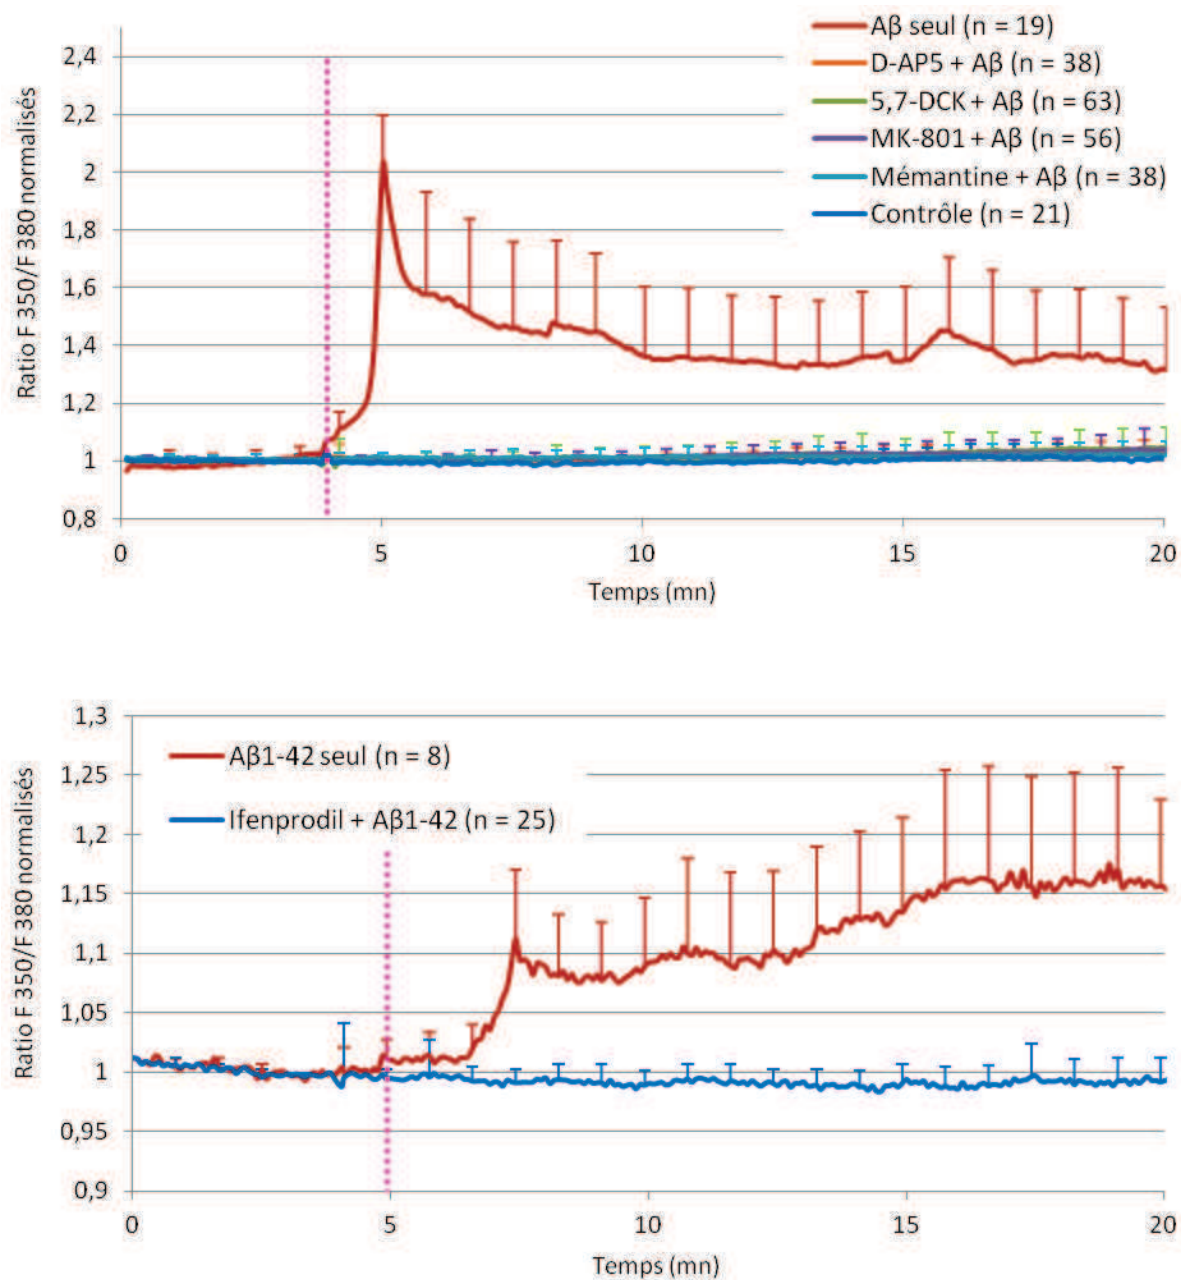 Aβ seul (n = 19)
D-AP5 + Aβ (n = 38)
5,7-DCK + Aβ (n = 63)
MK-801 + Aβ (n = 56)
Mémantine + Aβ (n = 38)
Contrôle (n = 21)
Ratio F 350/F 380 normalisés
2,4
2,2
2
1,8
1,6
1,4
1,2
1
0,8
0 5 10 15 20
Temps (mn)
Aβ1-42 seul (n = 8)
Ifenprodil + Aβ1-42 (n = 25)
Ratio F 350/F 380 normalisés
1,3
1,25
1,2
1,15
1,1
1,05
1
0,95
0,9
0 5 10 15 20
Temps (mn)